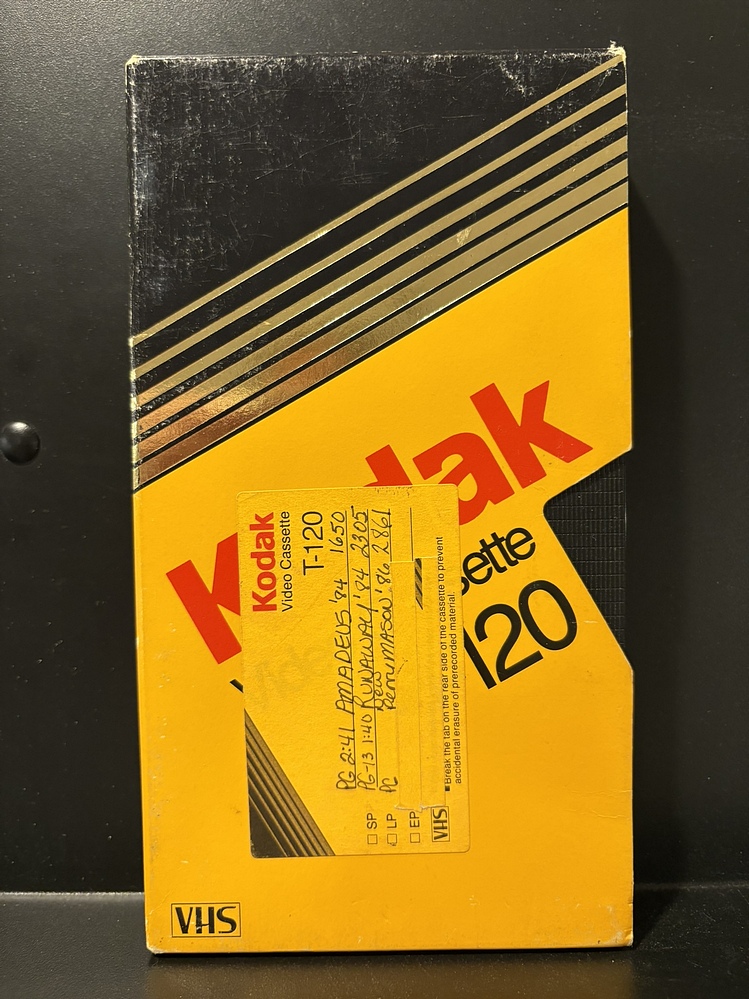 Kodak
ssette
120
Kodak
Video Cassette
T-120
PG 2:41 AMADEUS '84 1650
PG-13 1:40 RUNAWAY '84 2305
New
PG Perry MASON '86 2861
■ Break the tab on the rear side of the cassette to prevent
accidental erasure of prerecorded material.
☐ SP
☐ LP
☐ EP
VHS
VHS